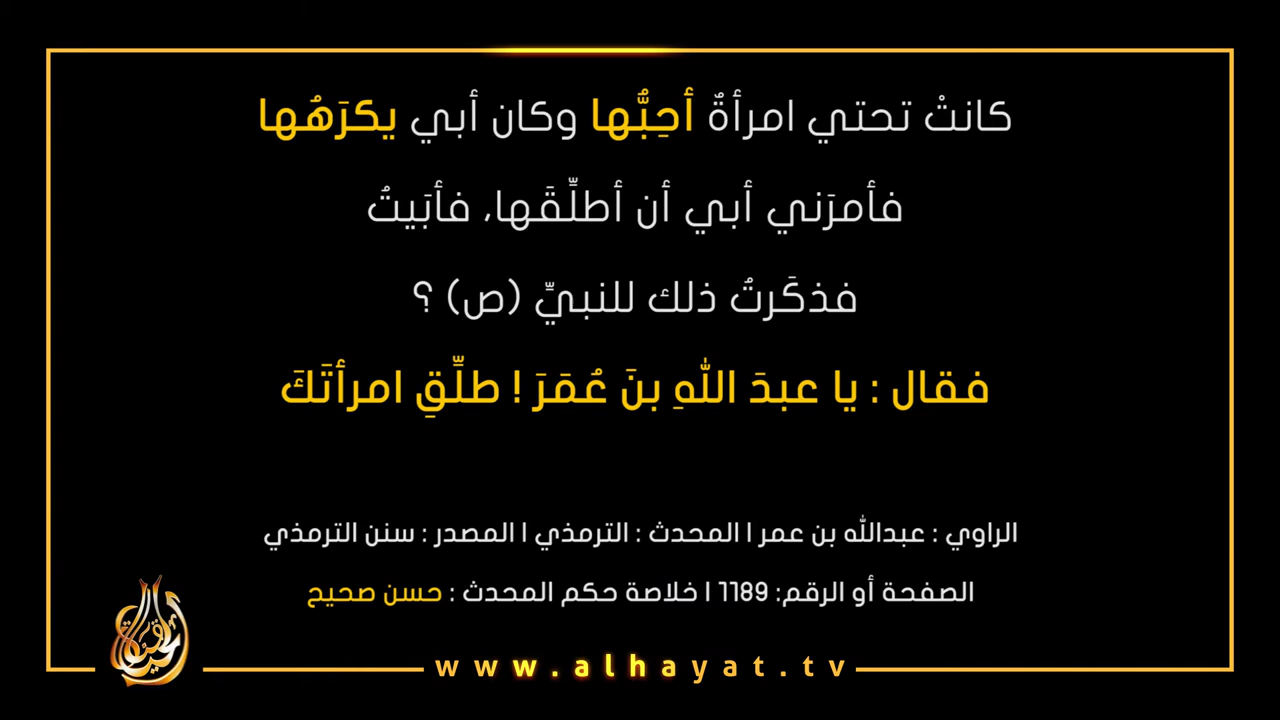 كانتْ تحتي امرأةٌ أحِبُّها وكان أبي يكرَهُها
فأمرَني أبي أن أطلِّقَها، فأبَيتُ
فذكَرتُ ذلك للنبيِّ (ص) ؟
فقال : يا عبدَ اللهِ بنَ عُمَرَ ! طلِّقِ امرأتَكَ
الراوي : عبدالله بن عمر | المحدث : الترمذي | المصدر : سنن الترمذي
الصفحة أو الرقم: 1189 | خلاصة حكم المحدث : حسن صحيح
الحياة
www.alhayat.tv